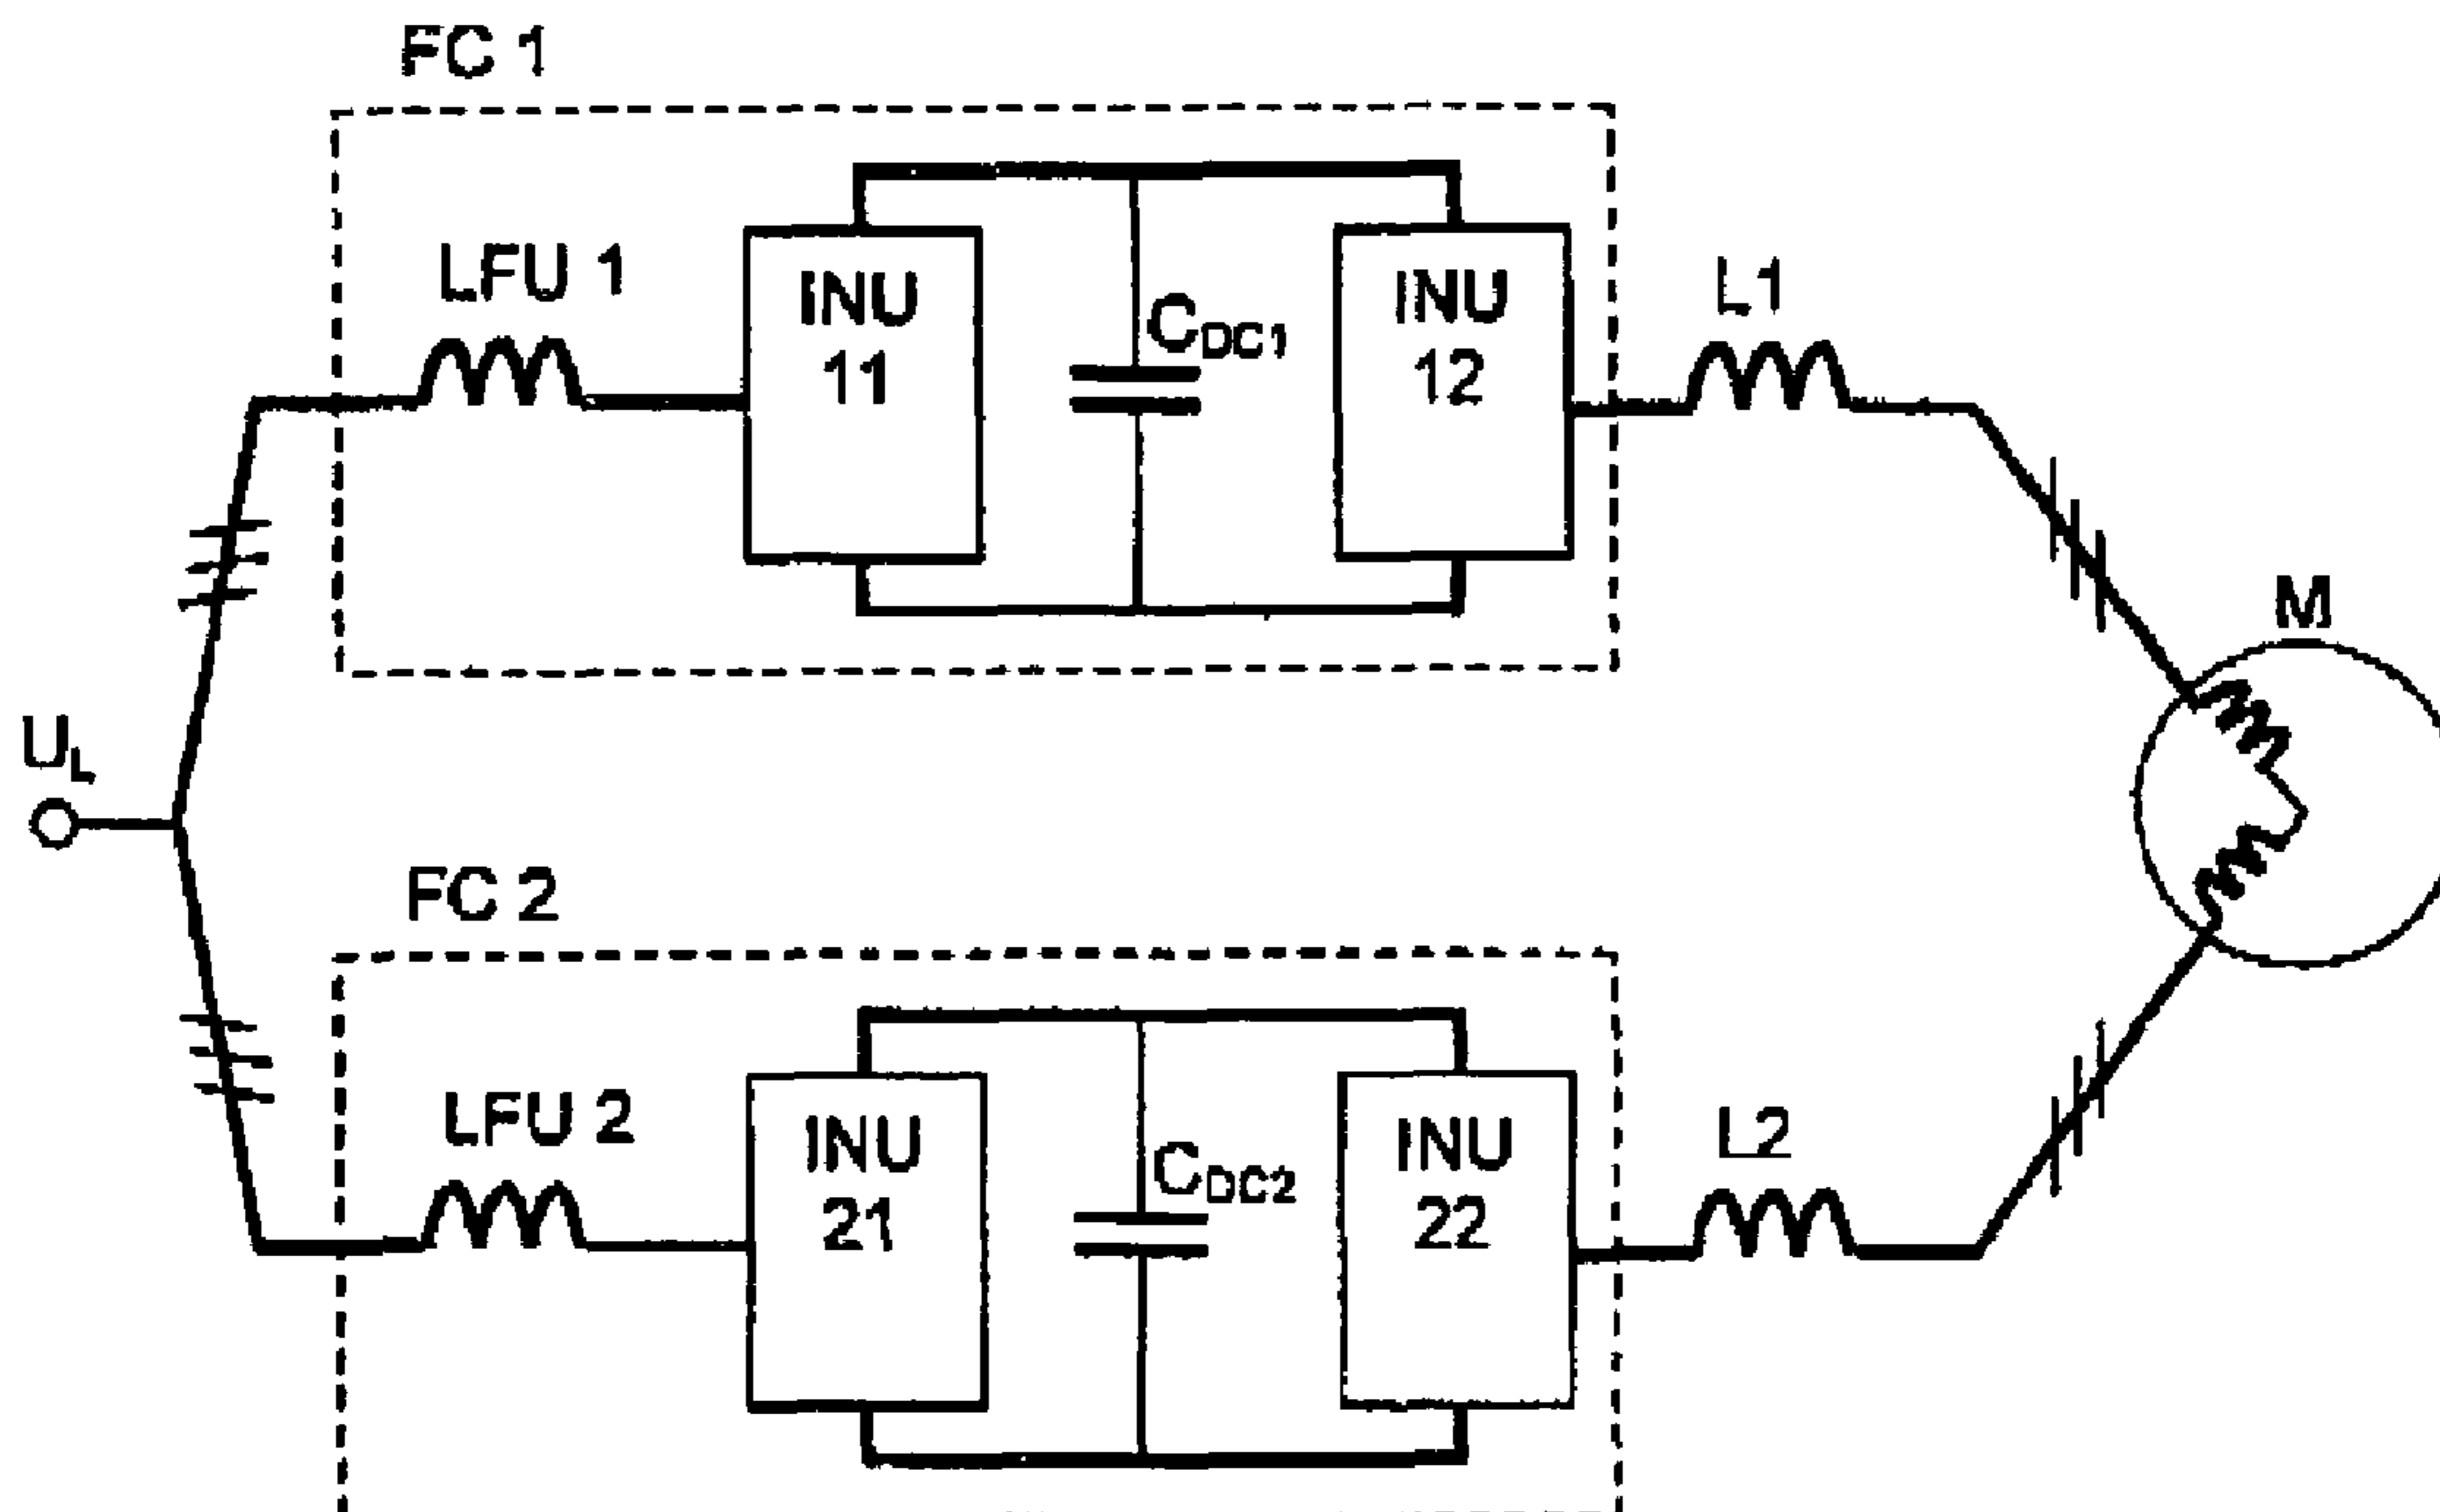 FC 1
LFU 1
INU
11
C_DC1
INU
12
L1
M
U_L
FC 2
LFU 2
INU
21
C_DC2
INU
22
L2